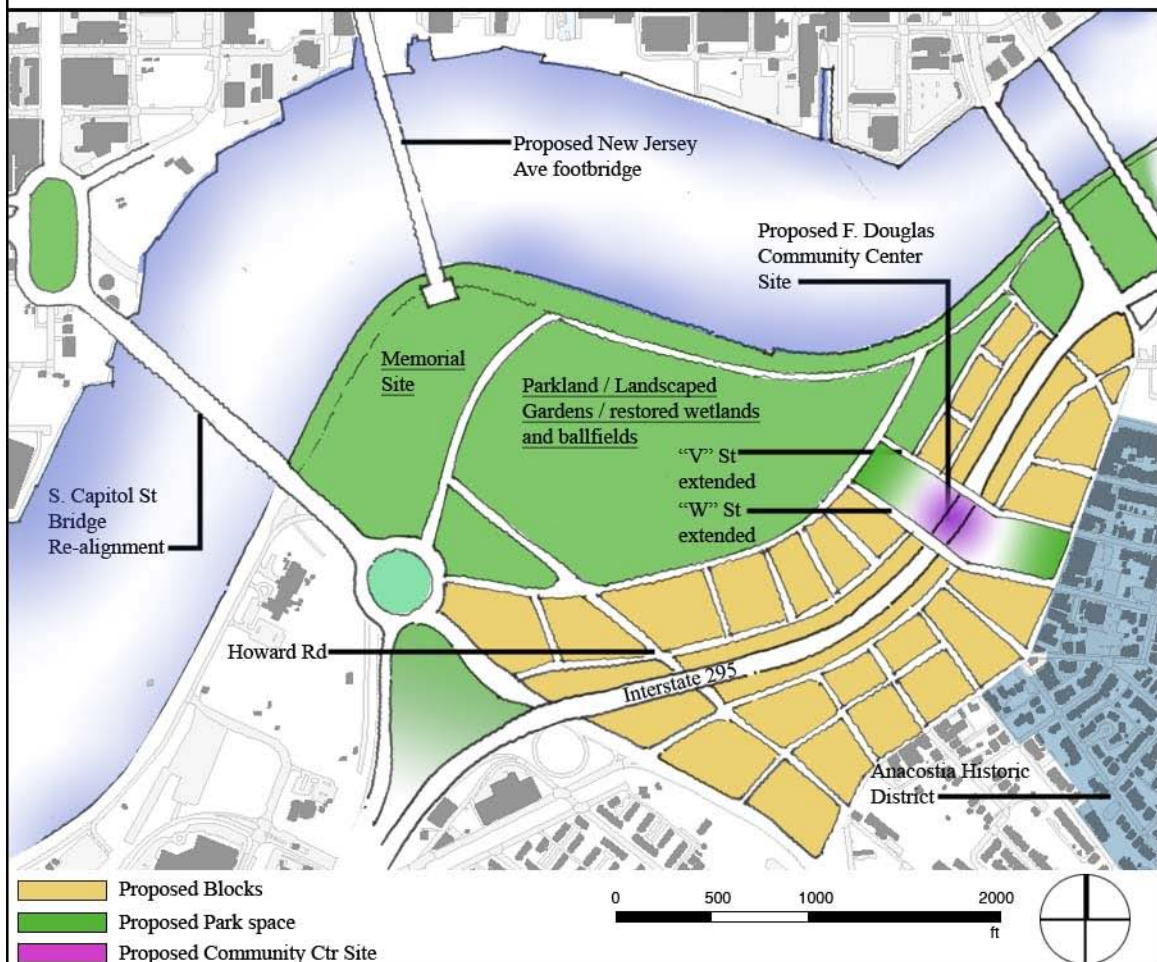 Proposed New Jersey
Ave footbridge
Proposed F. Douglas
Community Center
Site
Memorial
Site
Parkland / Landscaped
Gardens / restored wetlands
and ballfields
“V” St
extended
“W” St
extended
S. Capitol St
Bridge
Re-alignment
Howard Rd
Interstate 295
Anacostia Historic
District
Proposed Blocks
Proposed Park space
Proposed Community Ctr Site
0 500 1000 2000
ft